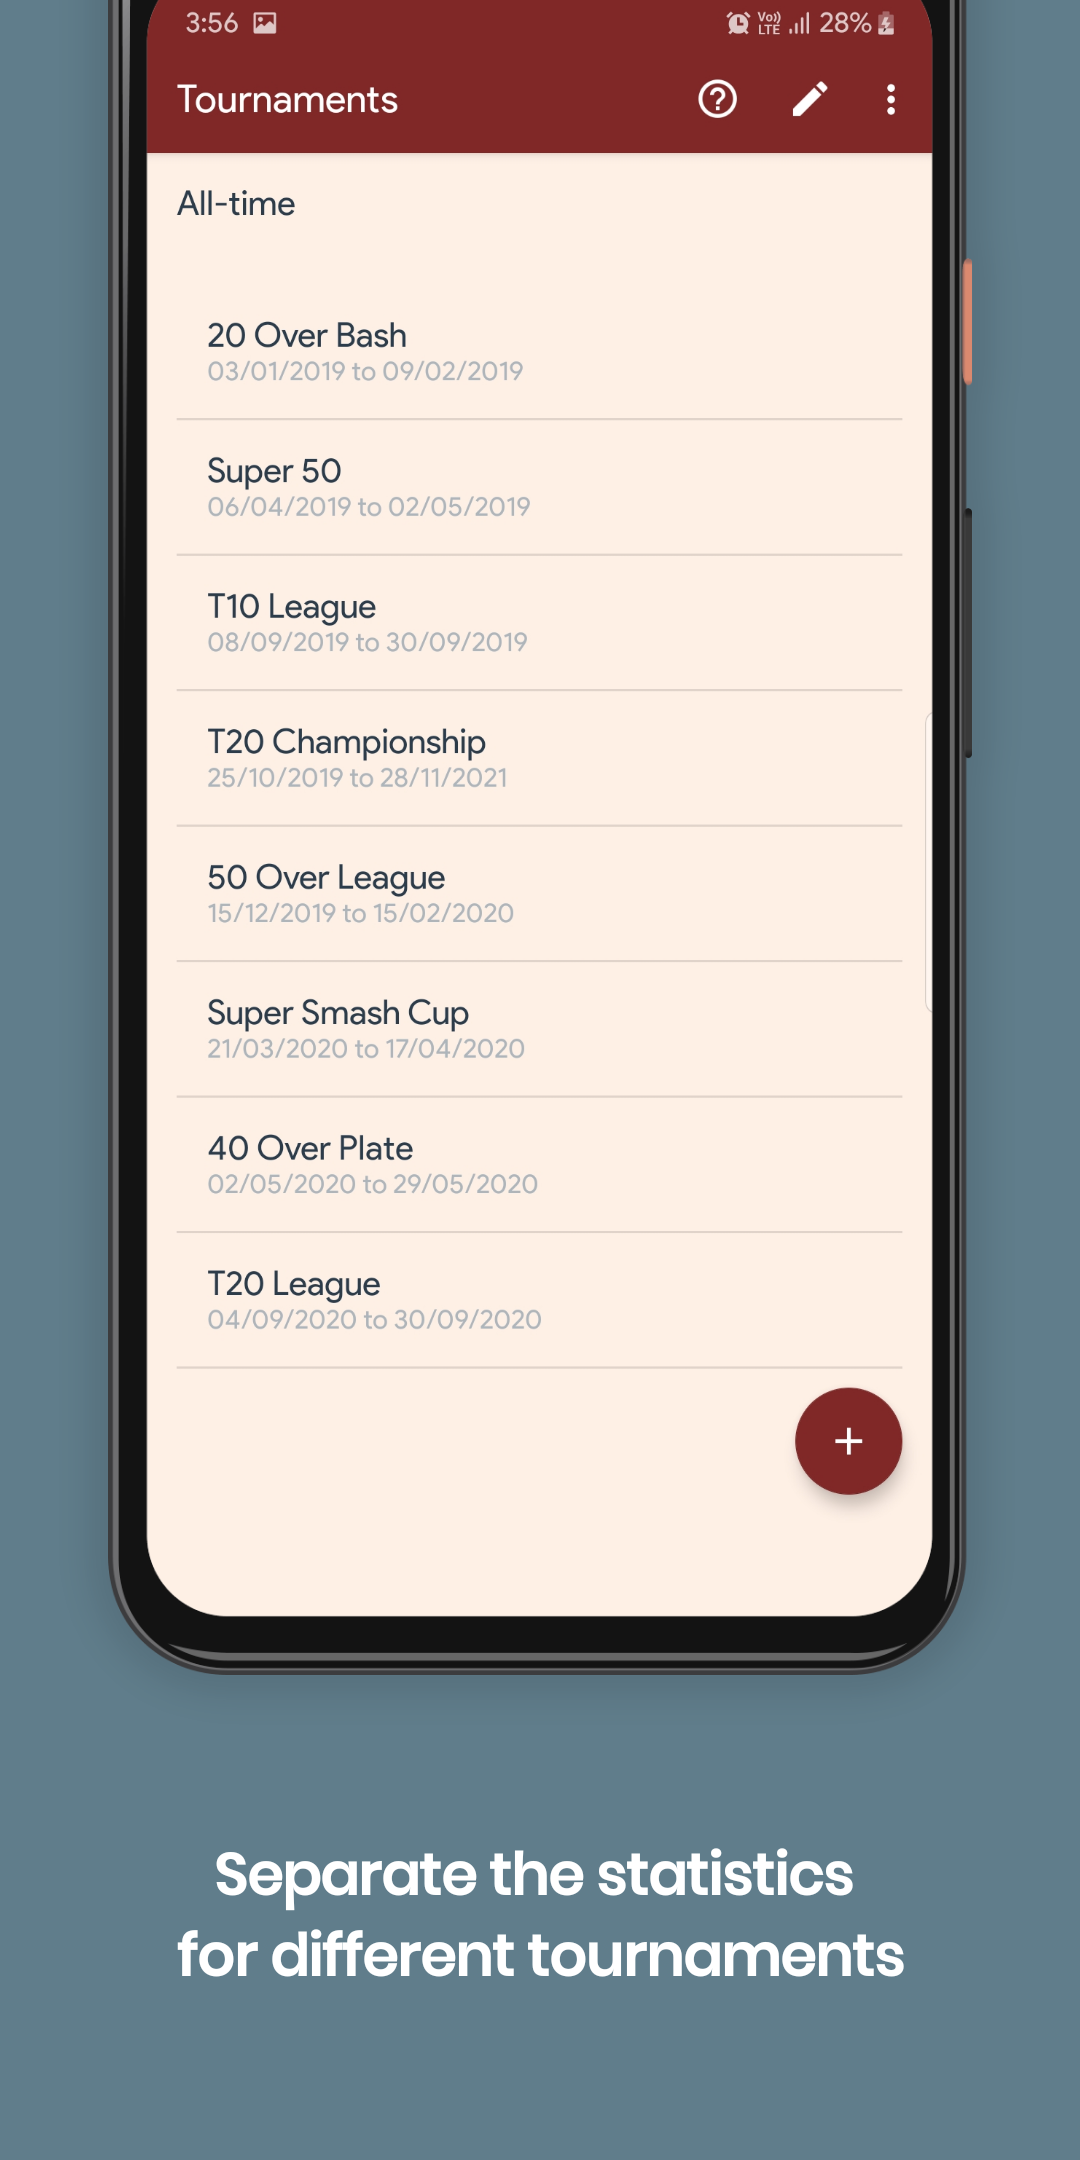 3:56 Vo)) LTE 28%
Tournaments
All-time
20 Over Bash
03/01/2019 to 09/02/2019
Super 50
06/04/2019 to 02/05/2019
T10 League
08/09/2019 to 30/09/2019
T20 Championship
25/10/2019 to 28/11/2021
50 Over League
15/12/2019 to 15/02/2020
Super Smash Cup
21/03/2020 to 17/04/2020
40 Over Plate
02/05/2020 to 29/05/2020
T20 League
04/09/2020 to 30/09/2020
+
Separate the statistics
for different tournaments